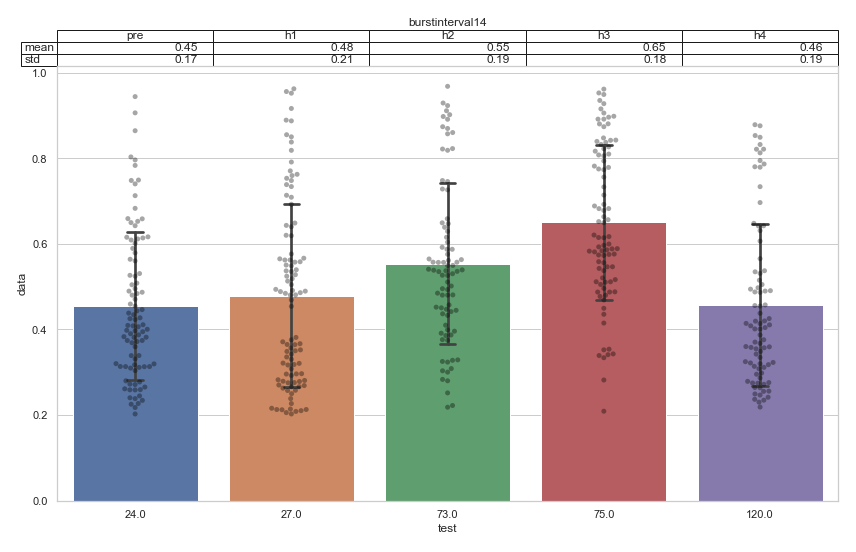 burstinterval14
pre h1 h2 h3 h4
mean 0.45 0.48 0.55 0.65 0.46
std 0.17 0.21 0.19 0.18 0.19
1.0
0.8
0.6
0.4
0.2
0.0
data
24.0 27.0 73.0 75.0 120.0
test